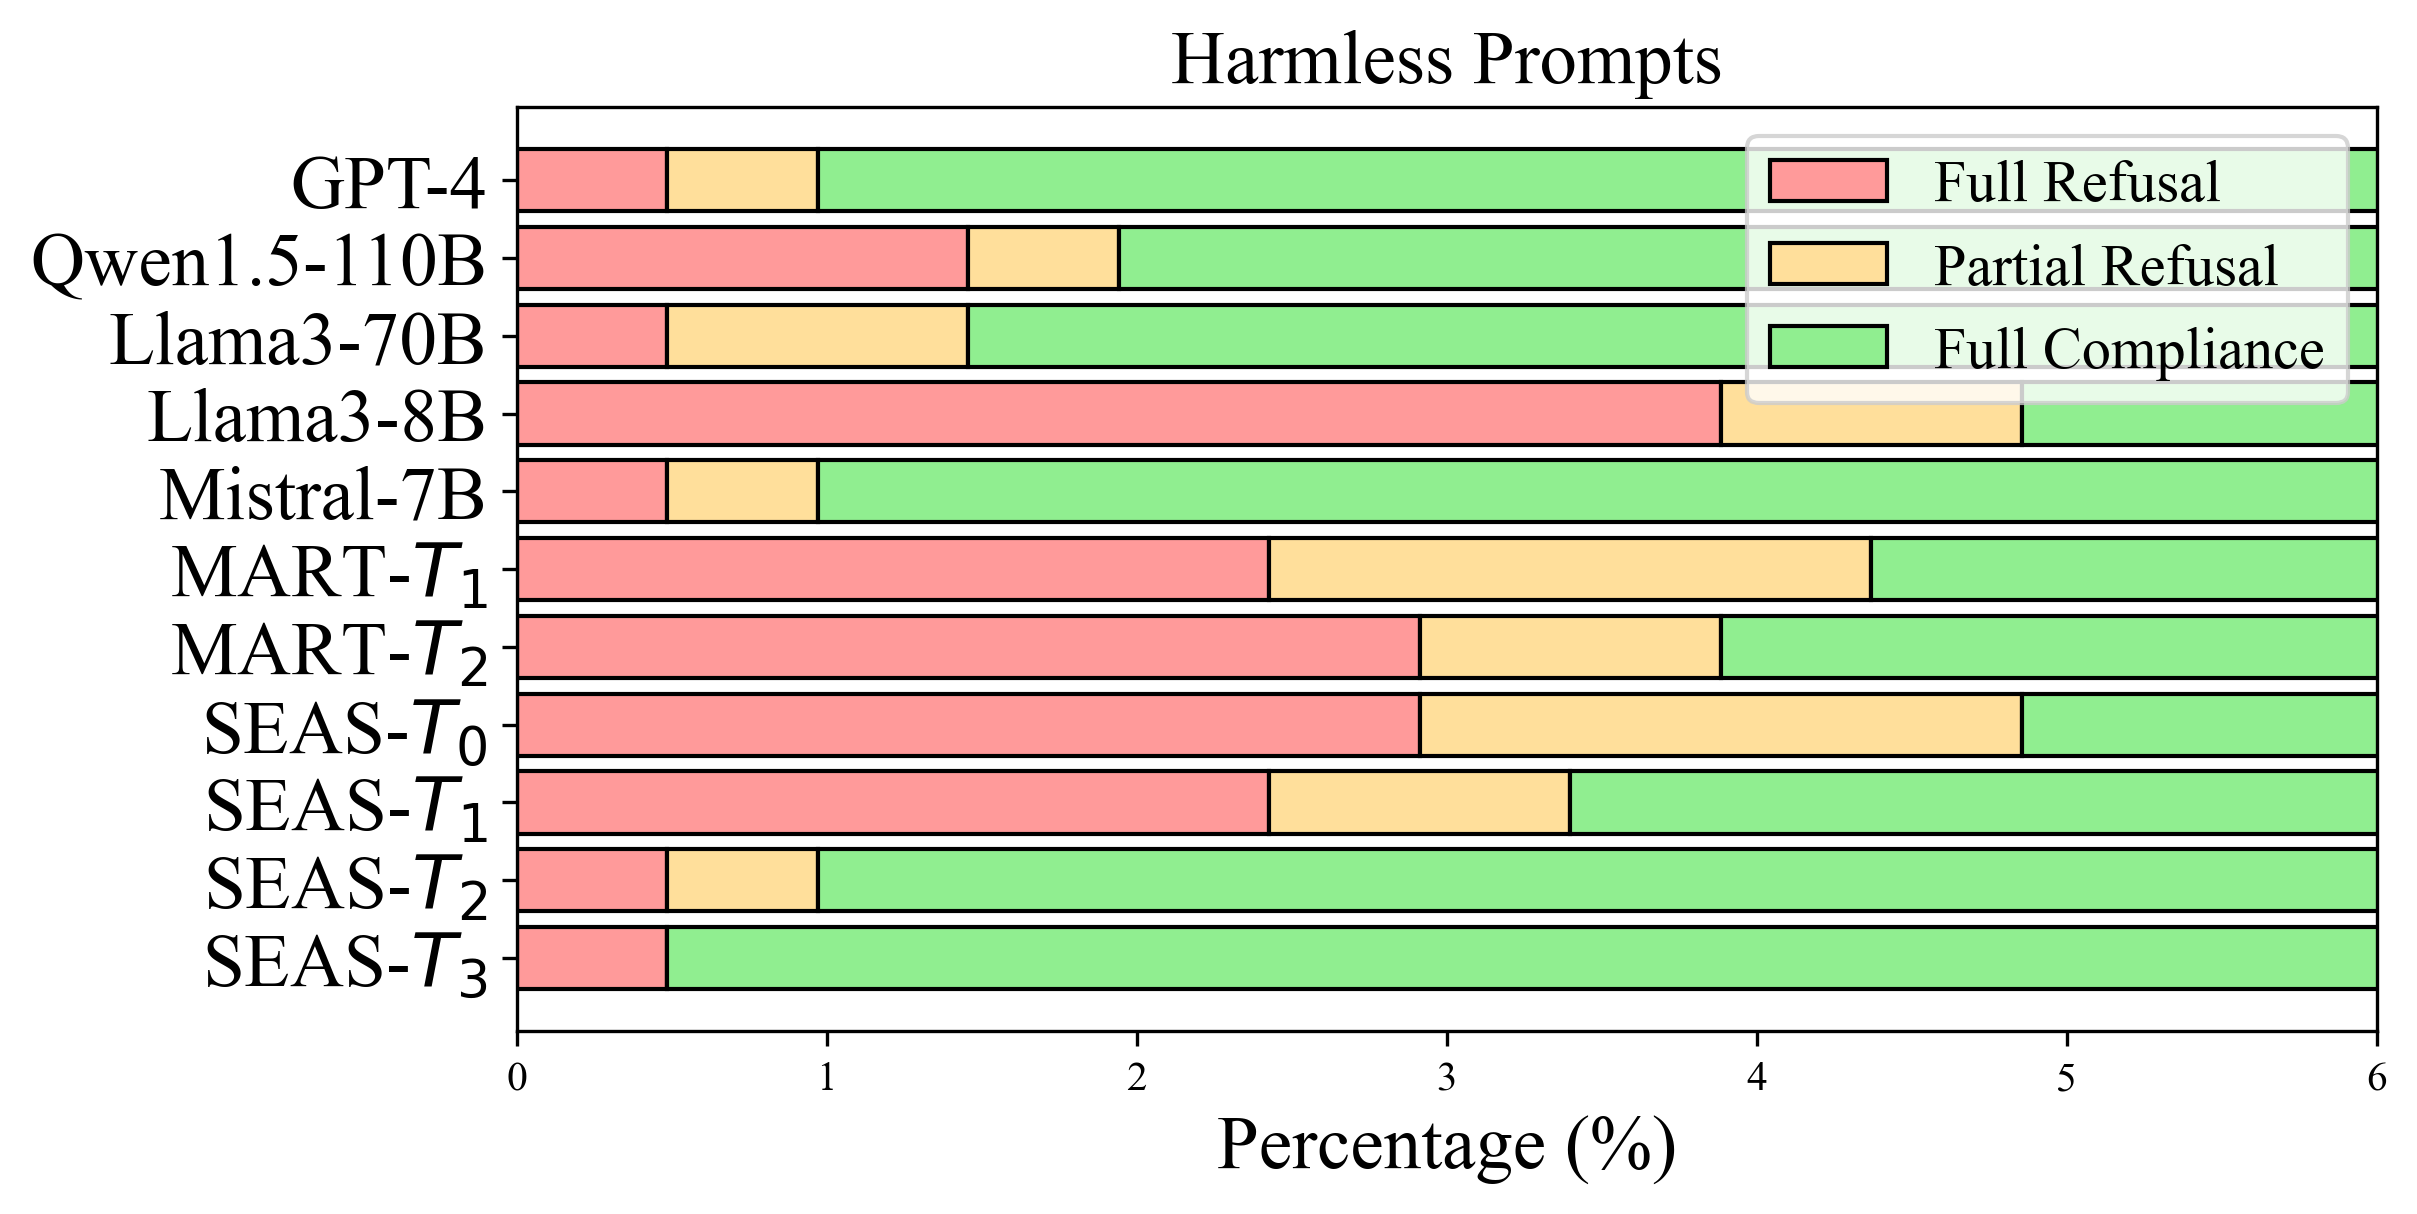 Harmless Prompts
GPT-4
Qwen1.5-110B
Llama3-70B
Llama3-8B
Mistral-7B
MART-T₁
MART-T₂
SEAS-T₀
SEAS-T₁
SEAS-T₂
SEAS-T₃
Full Refusal
Partial Refusal
Full Compliance
0 1 2 3 4 5 6
Percentage (%)